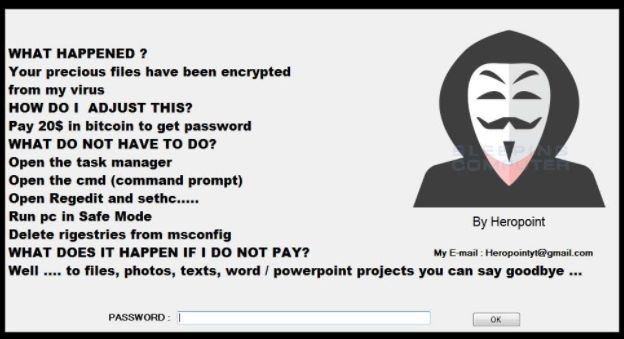 WHAT HAPPENED ?
Your precious files have been encrypted
from my virus
HOW DO I ADJUST THIS?
Pay 20$ in bitcoin to get password
WHAT DO NOT HAVE TO DO?
Open the task manager
Open the cmd (command prompt)
Open Regedit and sethc.....
Run pc in Safe Mode
Delete rigestries from msconfig
WHAT DOES IT HAPPEN IF I DO NOT PAY?
Well .... to files, photos, texts, word / powerpoint projects you can say goodbye ...
BLEEPING
COMPUTER
By Heropoint
My E-mail : Heropointyt@gmail.com
PASSWORD :
OK